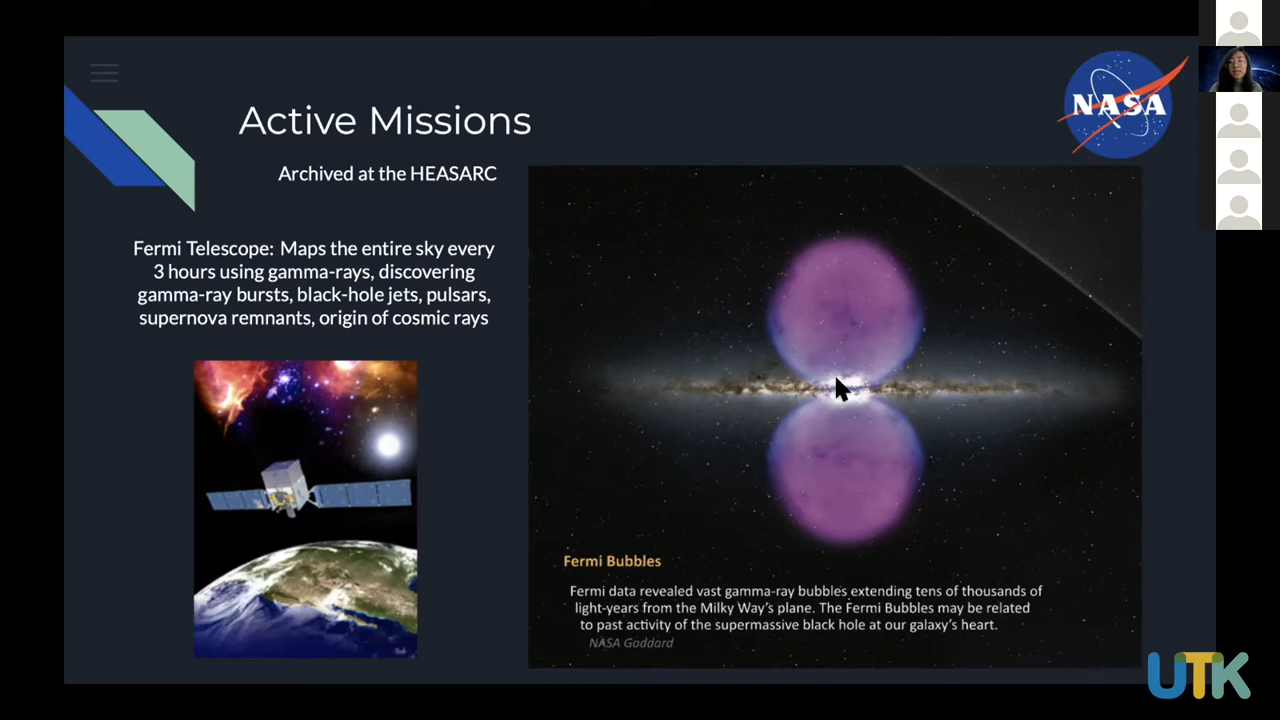 Active Missions
NASA
Archived at the HEASARC
Fermi Telescope: Maps the entire sky every
3 hours using gamma-rays, discovering
gamma-ray bursts, black-hole jets, pulsars,
supernova remnants, origin of cosmic rays
Fermi Bubbles
Fermi data revealed vast gamma-ray bubbles extending tens of thousands of
light-years from the Milky Way's plane. The Fermi Bubbles may be related
to past activity of the supermassive black hole at our galaxy's heart.
NASA Goddard
UTK